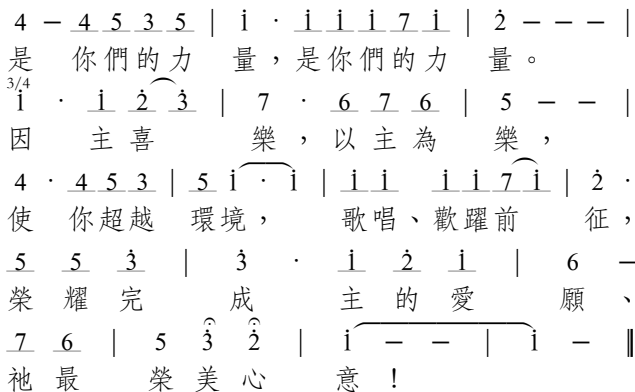 4 – 4 5 3 5 | i̇ · i̇ i̇ i̇ 7 i̇ | 2̇ – – – |
是 你們的力 量，是你們的力 量。
3/4
i̇ · i̇ 2̇ 3̇ | 7 · 6 7 6 | 5 – – |
因 主喜 樂，以主為 樂，
4 · 4 5 3 | 5 i̇ · i̇ | i̇ i̇ i̇ i̇ 7 i̇ | 2̇ ·
使 你超越 環境， 歌唱、歡躍前 征，
5 5 3̇ | 3̇ · i̇ 2̇ i̇ | 6 –
榮耀完 成 主的愛 願、
7 6 | 5 3̇ 2̇ | i̇ – – | i̇ – ‖
祂最 榮美心 意！